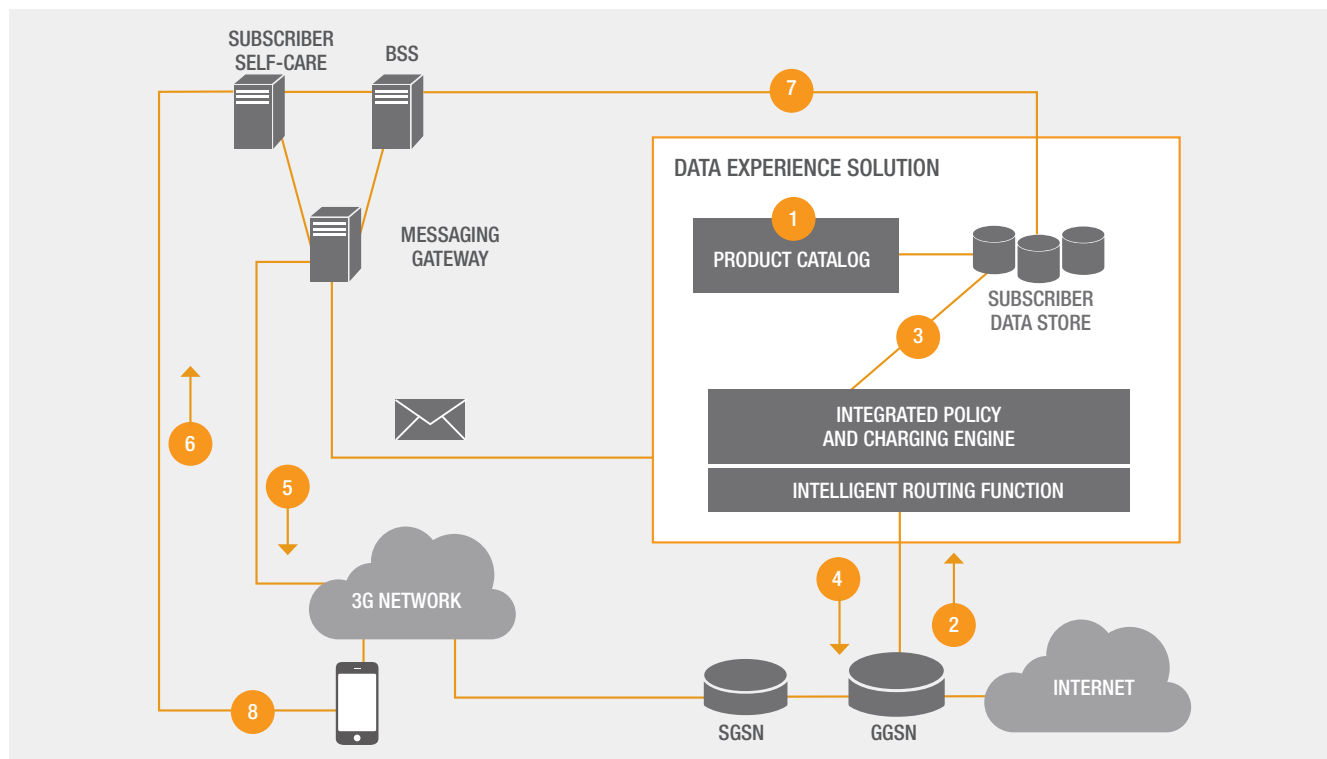 SUBSCRIBER
SELF-CARE
BSS
7
DATA EXPERIENCE SOLUTION
1
PRODUCT CATALOG
MESSAGING
GATEWAY
SUBSCRIBER
DATA STORE
3
INTEGRATED POLICY
AND CHARGING ENGINE
6
5
INTELLIGENT ROUTING FUNCTION
4
2
3G NETWORK
INTERNET
8
SGSN
GGSN